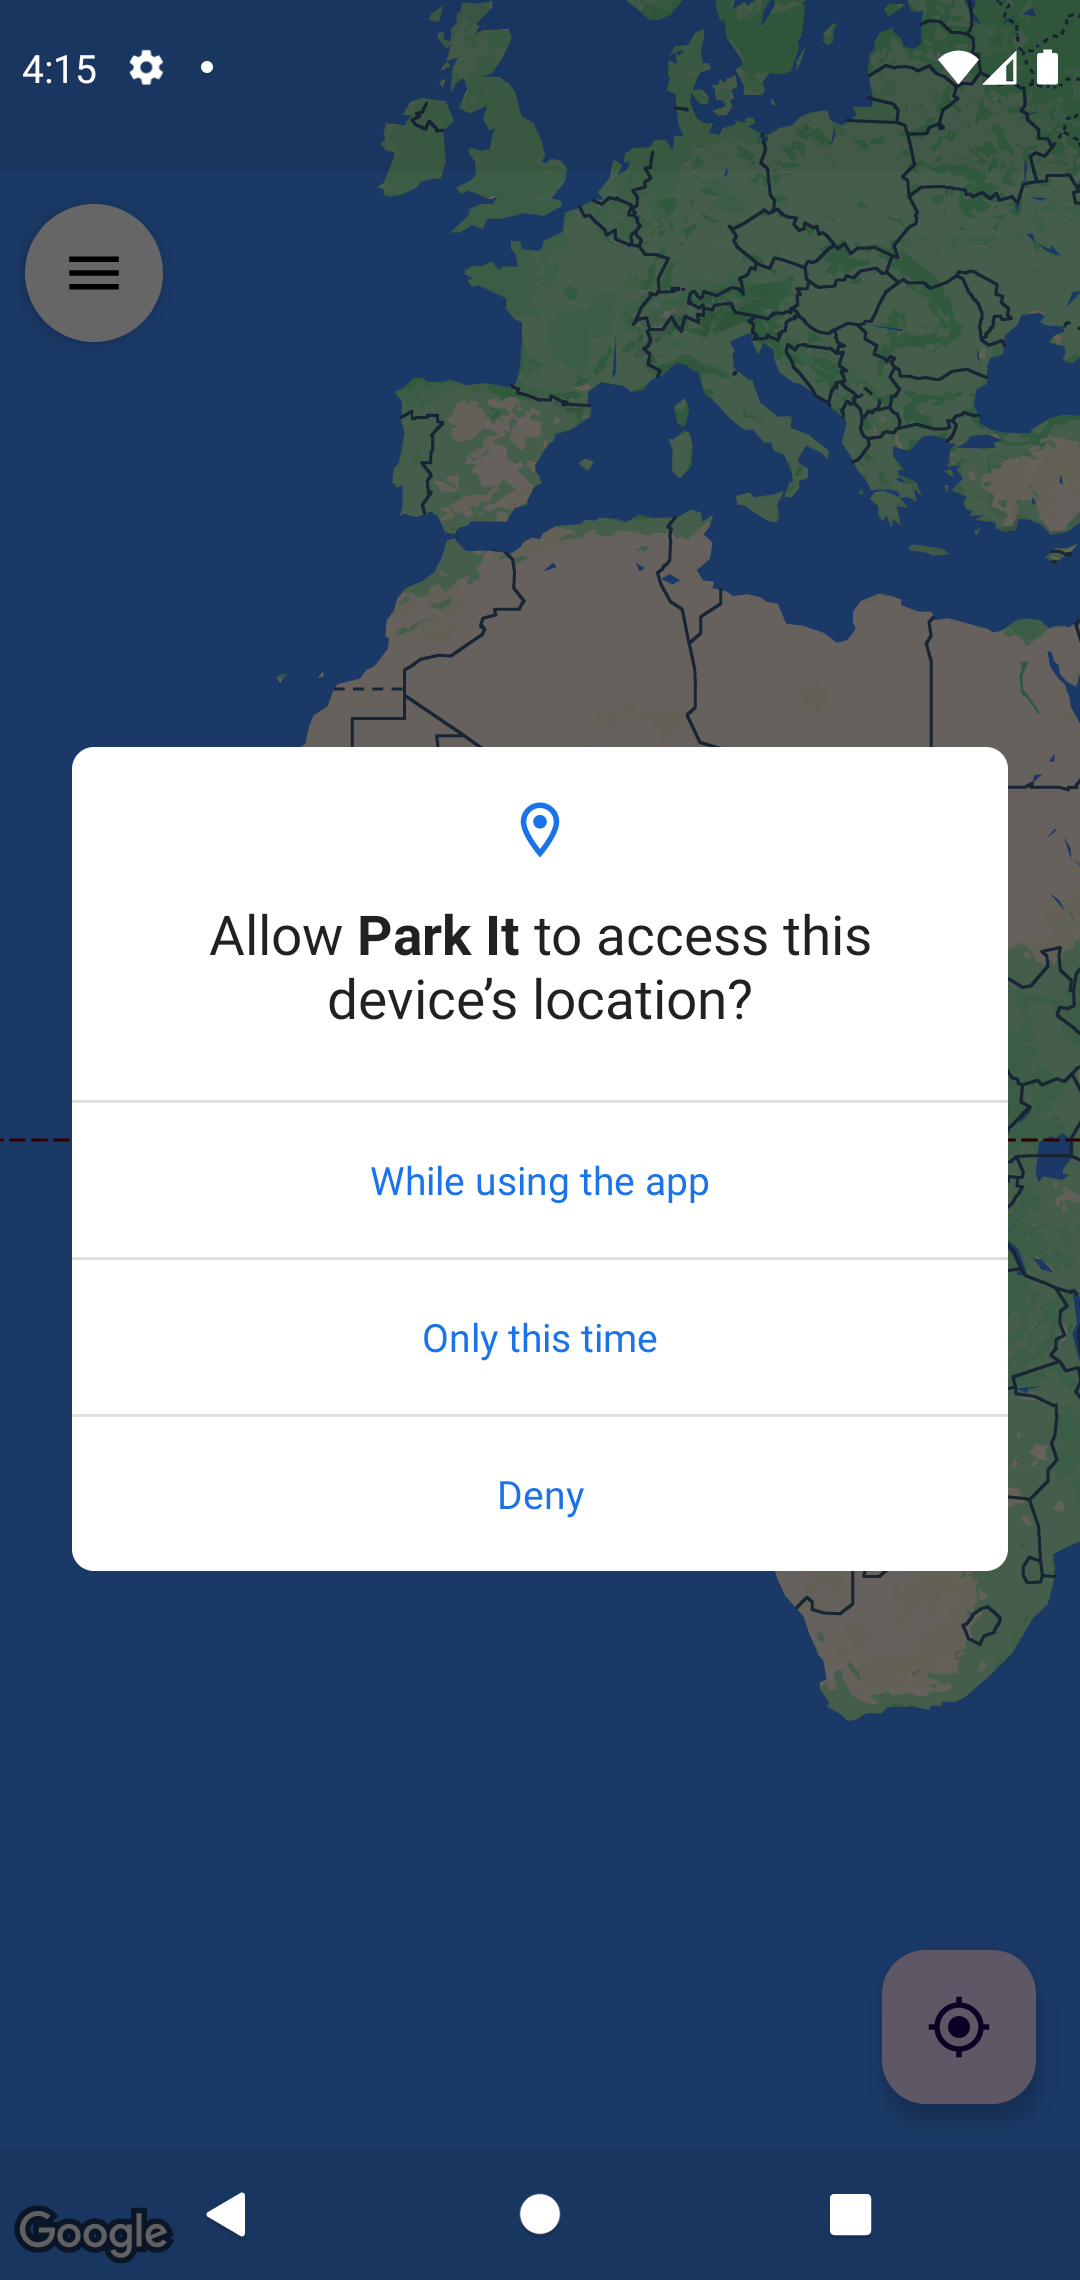 4:15
Allow Park It to access this
device’s location?
While using the app
Only this time
Deny
Google